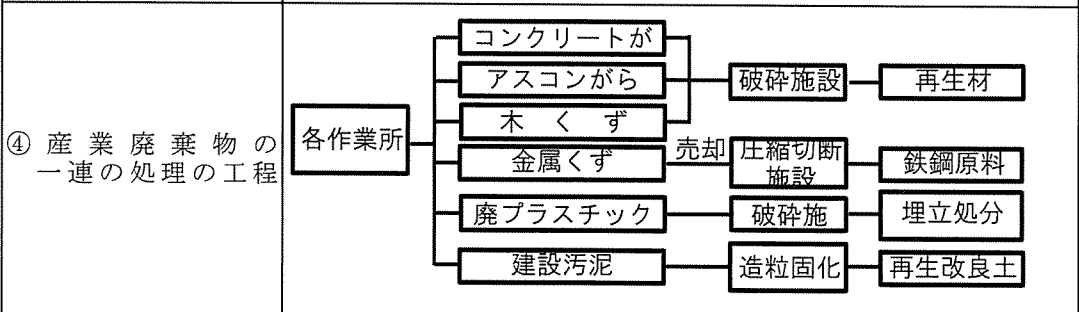 ④産業廃棄物の
一連の処理の工程
各作業所
コンクリートが
アスコンがら
木くず
破砕施設
再生材
金属くず
売却
圧縮切断
施設
鉄鋼原料
廃プラスチック
破砕施
埋立処分
建設汚泥
造粒固化
再生改良土